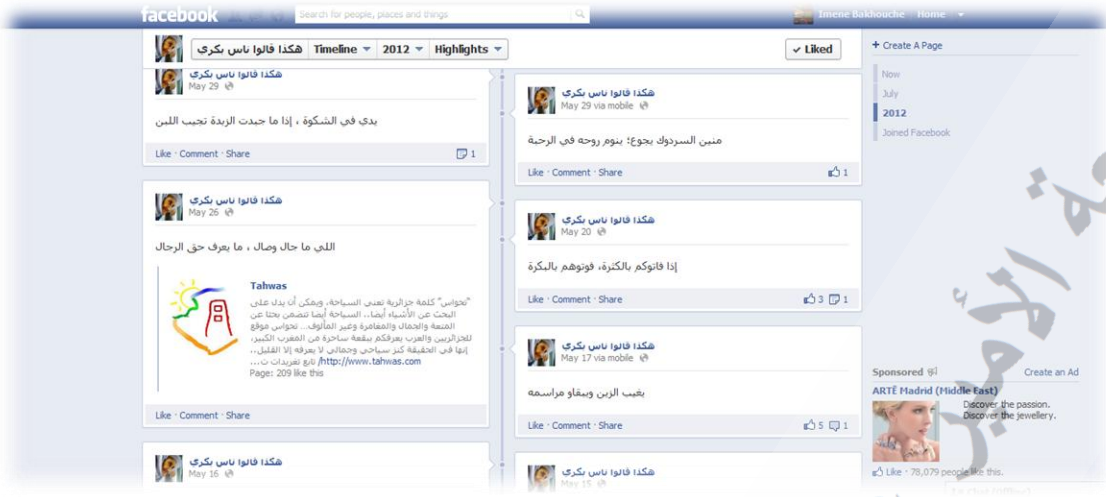 facebook
Search for people, places and things
Imene Bakhouche Home
هكذا قالوا ناس بكري Timeline 2012 Highlights
Liked
هكذا قالوا ناس بكري
May 29
يدي في الشكوة ، إذا ما جبدت الزبدة تجيب اللبن
Like · Comment · Share 1
هكذا قالوا ناس بكري
May 26
اللي ما جال وصال ، ما يعرف حق الرجال
Tahwas
"تحواس" كلمة جزائرية تعني السياحة، ويمكن أن يدل على
البحث عن الأشياء أيضا.. السياحة أيضا تتضمن بحثا عن
المتعة والجمال والمغامرة وغير المألوف... تحواس موقع
للجزائريين والعرب يعرفكم ببقعة ساحرة من المغرب الكبير،
إنها في الحقيقة كنز سياحي وجمالي لا يعرفه إلا القليل..
http://www.tahwas.com/ تابع تغريدات ت...
Page: 209 like this
Like · Comment · Share
هكذا قالوا ناس بكري
May 16
هكذا قالوا ناس بكري
May 29 via mobile
منين السردوك يجوع؛ ينوم روحه في الرحبة
Like · Comment · Share 1
هكذا قالوا ناس بكري
May 20
إذا فاتوكم بالكثرة، فوتوهم بالبكرة
Like · Comment · Share 3 1
هكذا قالوا ناس بكري
May 17 via mobile
يغيب الزين ويبقاو مراسمه
Like · Comment · Share 5 1
هكذا قالوا ناس بكري
May 15
+ Create A Page
Now
July
2012
Joined Facebook
Sponsored Create an Ad
ARTĒ Madrid (Middle East)
Discover the passion.
Discover the jewellery.
Like · 78,079 people like this.
الأمير